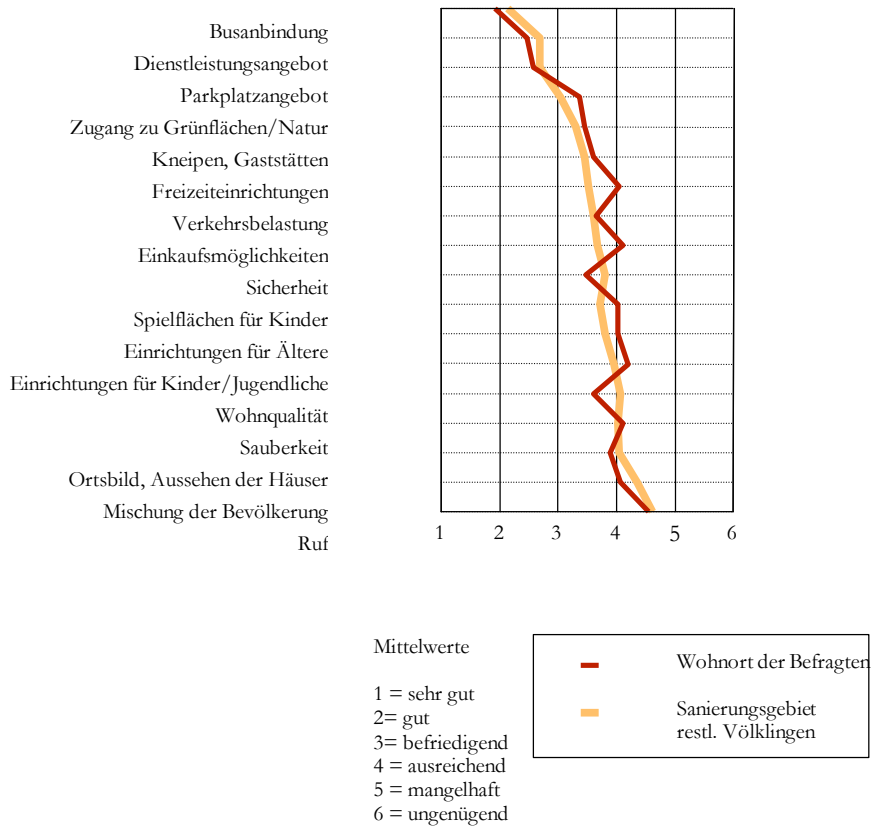 Busanbindung
Dienstleistungsangebot
Parkplatzangebot
Zugang zu Grünflächen/Natur
Kneipen, Gaststätten
Freizeiteinrichtungen
Verkehrsbelastung
Einkaufsmöglichkeiten
Sicherheit
Spielflächen für Kinder
Einrichtungen für Ältere
Einrichtungen für Kinder/Jugendliche
Wohnqualität
Sauberkeit
Ortsbild, Aussehen der Häuser
Mischung der Bevölkerung
Ruf
1 2 3 4 5 6
Mittelwerte
1 = sehr gut
2= gut
3= befriedigend
4 = ausreichend
5 = mangelhaft
6 = ungenügend
Wohnort der Befragten
Sanierungsgebiet
restl. Völklingen